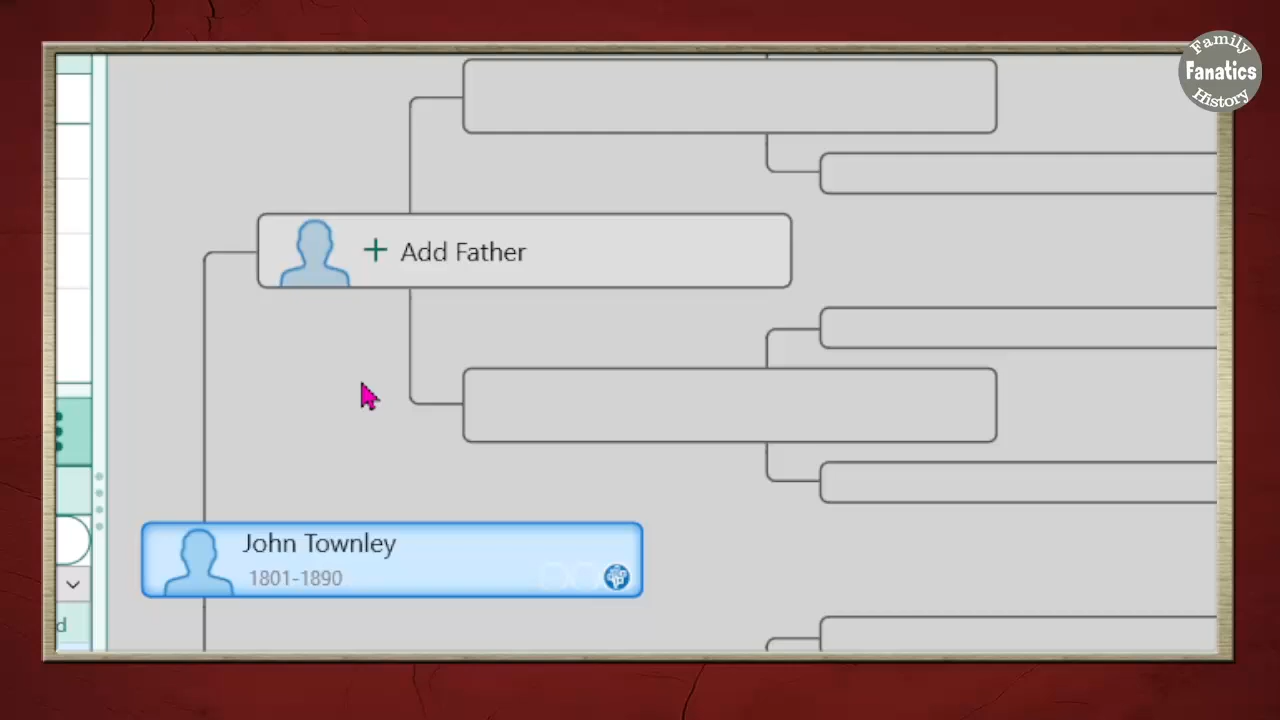 Family
Fanatics
History
+ Add Father
John Townley
1801-1890
d